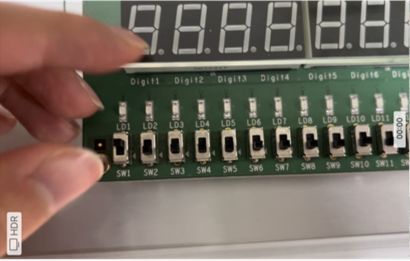 Digit1 Digit2 Digit3 Digit4 Digit5 Digit6
LD1 LD2 LD3 LD4 LD5 LD6 LD7 LD8 LD9 LD10 LD11
SW1 SW2 SW3 SW4 SW5 SW6 SW7 SW8 SW9 SW10 SW11
00:00
HDR